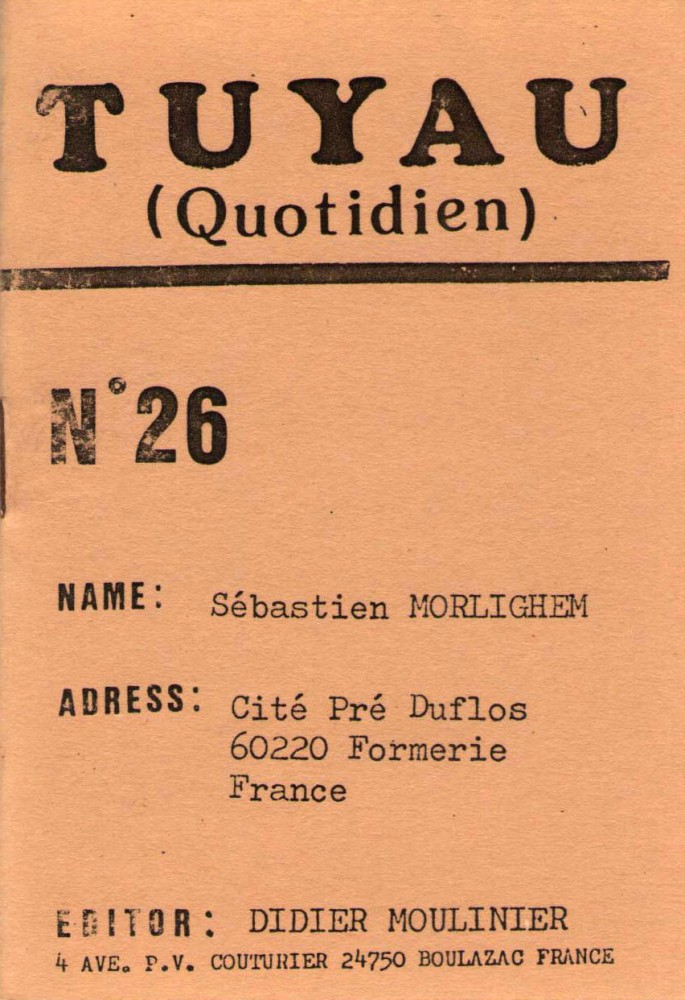 TUYAU
(Quotidien)
N°26
NAME: Sébastien MORLIGHEM
ADRESS: Cité Pré Duflos
60220 Formerie
France
EDITOR: DIDIER MOULINIER
4 AVE. P.V. COUTURIER 24750 BOULAZAC FRANCE